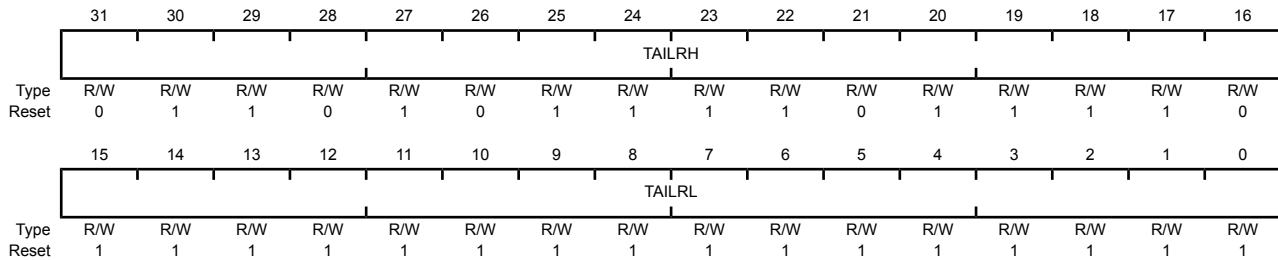 31 30 29 28 27 26 25 24 23 22 21 20 19 18 17 16
TAILRH
Type R/W R/W R/W R/W R/W R/W R/W R/W R/W R/W R/W R/W R/W R/W R/W R/W
Reset 0 1 1 0 1 0 1 1 1 1 0 1 1 1 1 0
15 14 13 12 11 10 9 8 7 6 5 4 3 2 1 0
TAILRL
Type R/W R/W R/W R/W R/W R/W R/W R/W R/W R/W R/W R/W R/W R/W R/W R/W
Reset 1 1 1 1 1 1 1 1 1 1 1 1 1 1 1 1